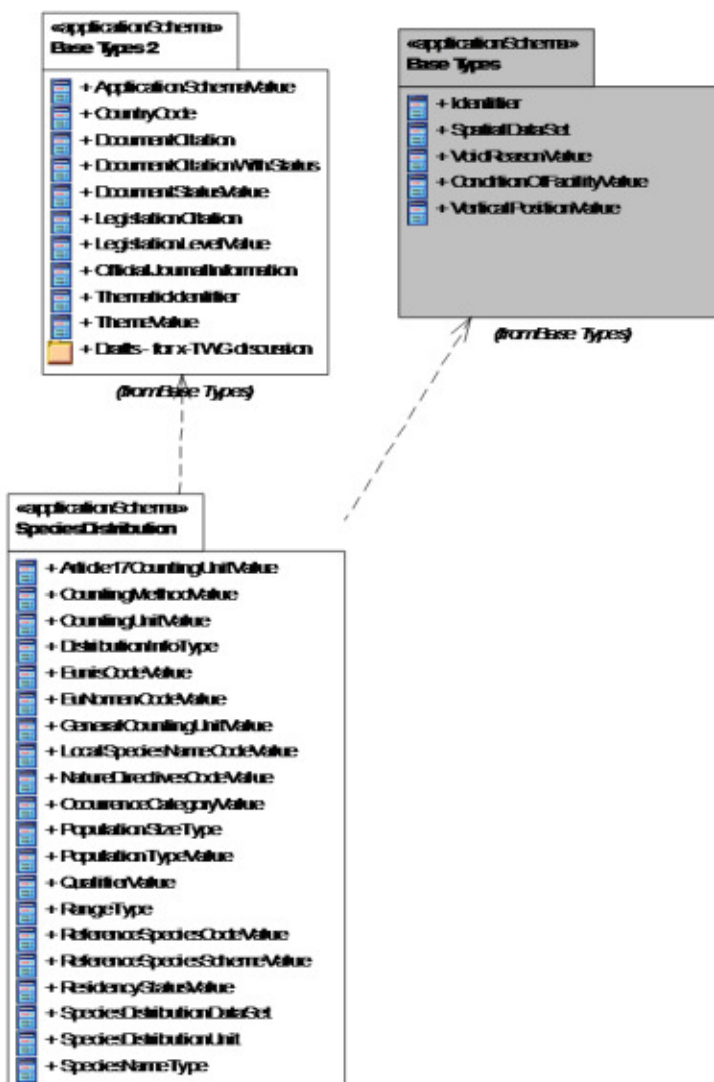 «applicationSchema»
Base Types 2
+ ApplicationSchemaValue
+ CountryCode
+ DocumentCitation
+ DocumentCitationWithStatus
+ DocumentStatusValue
+ LegislationCitation
+ LegislationLevelValue
+ OfficialJournalInformation
+ ThematicIdentifier
+ ThemeValue
+ Drafts - for x-TWG discussion
(from Base Types)
«applicationSchema»
Base Types
+ Identifier
+ SpatialDataSet
+ VoidReasonValue
+ ConditionOfFacilityValue
+ VerticalPositionValue
(from Base Types)
«applicationSchema»
SpeciesDistribution
+ Article17CountingUnitValue
+ CountingMethodValue
+ CountingUnitValue
+ DistributionInfoType
+ EunisCodeValue
+ EuNomenCodeValue
+ GeneralCountingUnitValue
+ LocalSpeciesNameCodeValue
+ NatureDirectivesCodeValue
+ OccurrenceCategoryValue
+ PopulationSizeType
+ PopulationTypeValue
+ QualifierValue
+ RangeType
+ ReferenceSpeciesCodeValue
+ ReferenceSpeciesSchemeValue
+ ResidencyStatusValue
+ SpeciesDistributionDataSet
+ SpeciesDistributionUnit
+ SpeciesNameType